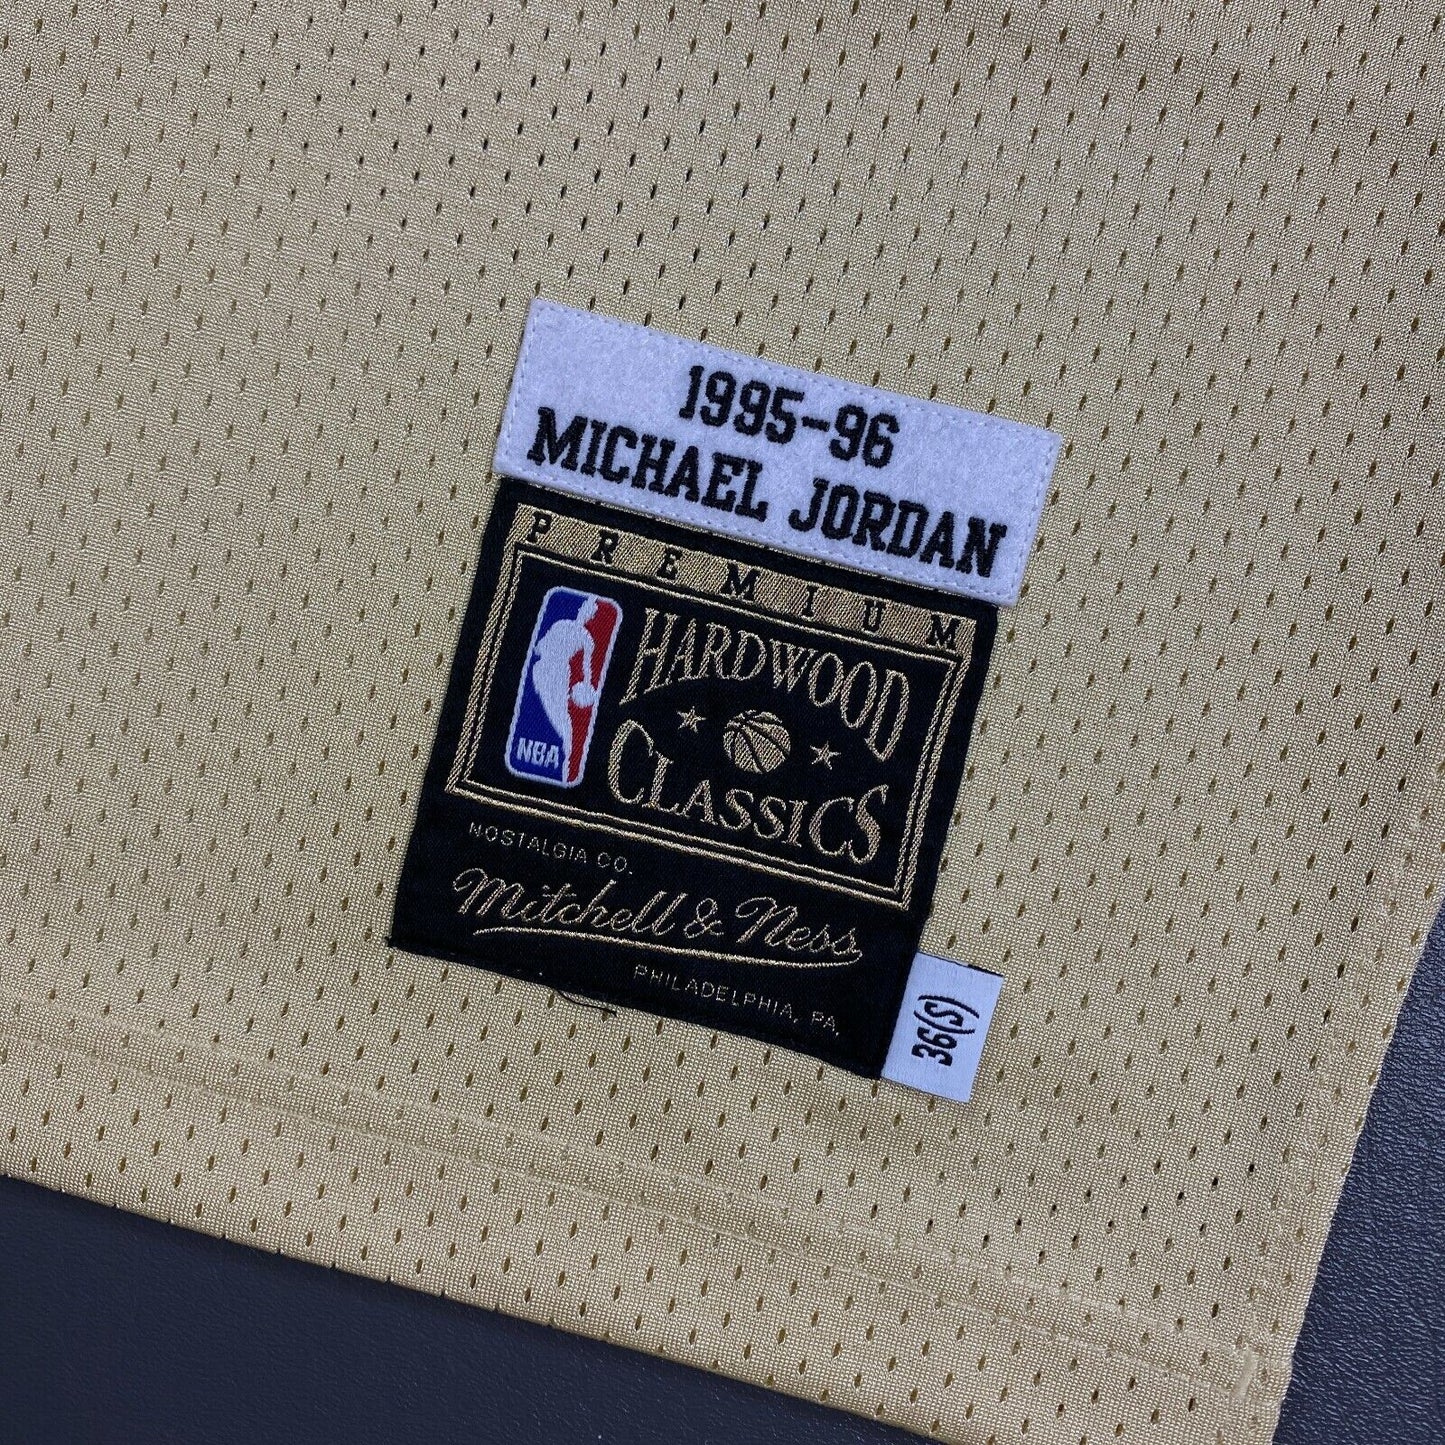 1995-96
MICHAEL JORDAN
PREMIUM
HARDWOOD
CLASSICS
NBA
NOSTALGIA CO.
Mitchell & Ness
PHILADELPHIA, PA.
36(S)